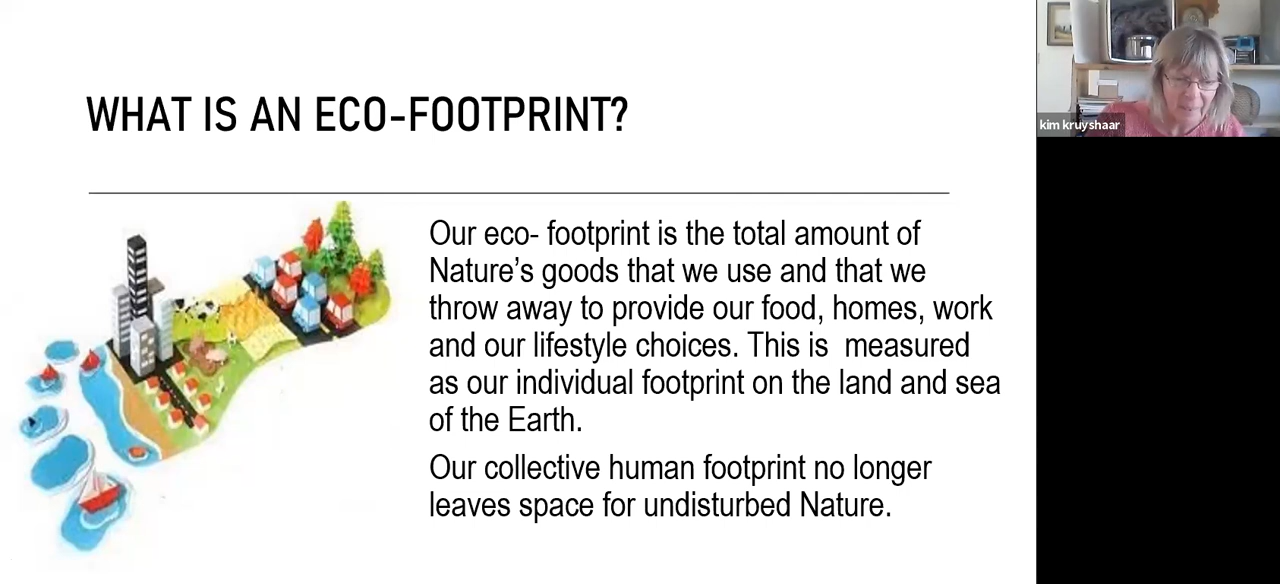 WHAT IS AN ECO-FOOTPRINT?
Our eco- footprint is the total amount of
Nature’s goods that we use and that we
throw away to provide our food, homes, work
and our lifestyle choices. This is  measured
as our individual footprint on the land and sea
of the Earth.
Our collective human footprint no longer
leaves space for undisturbed Nature.
kim kruyshaar